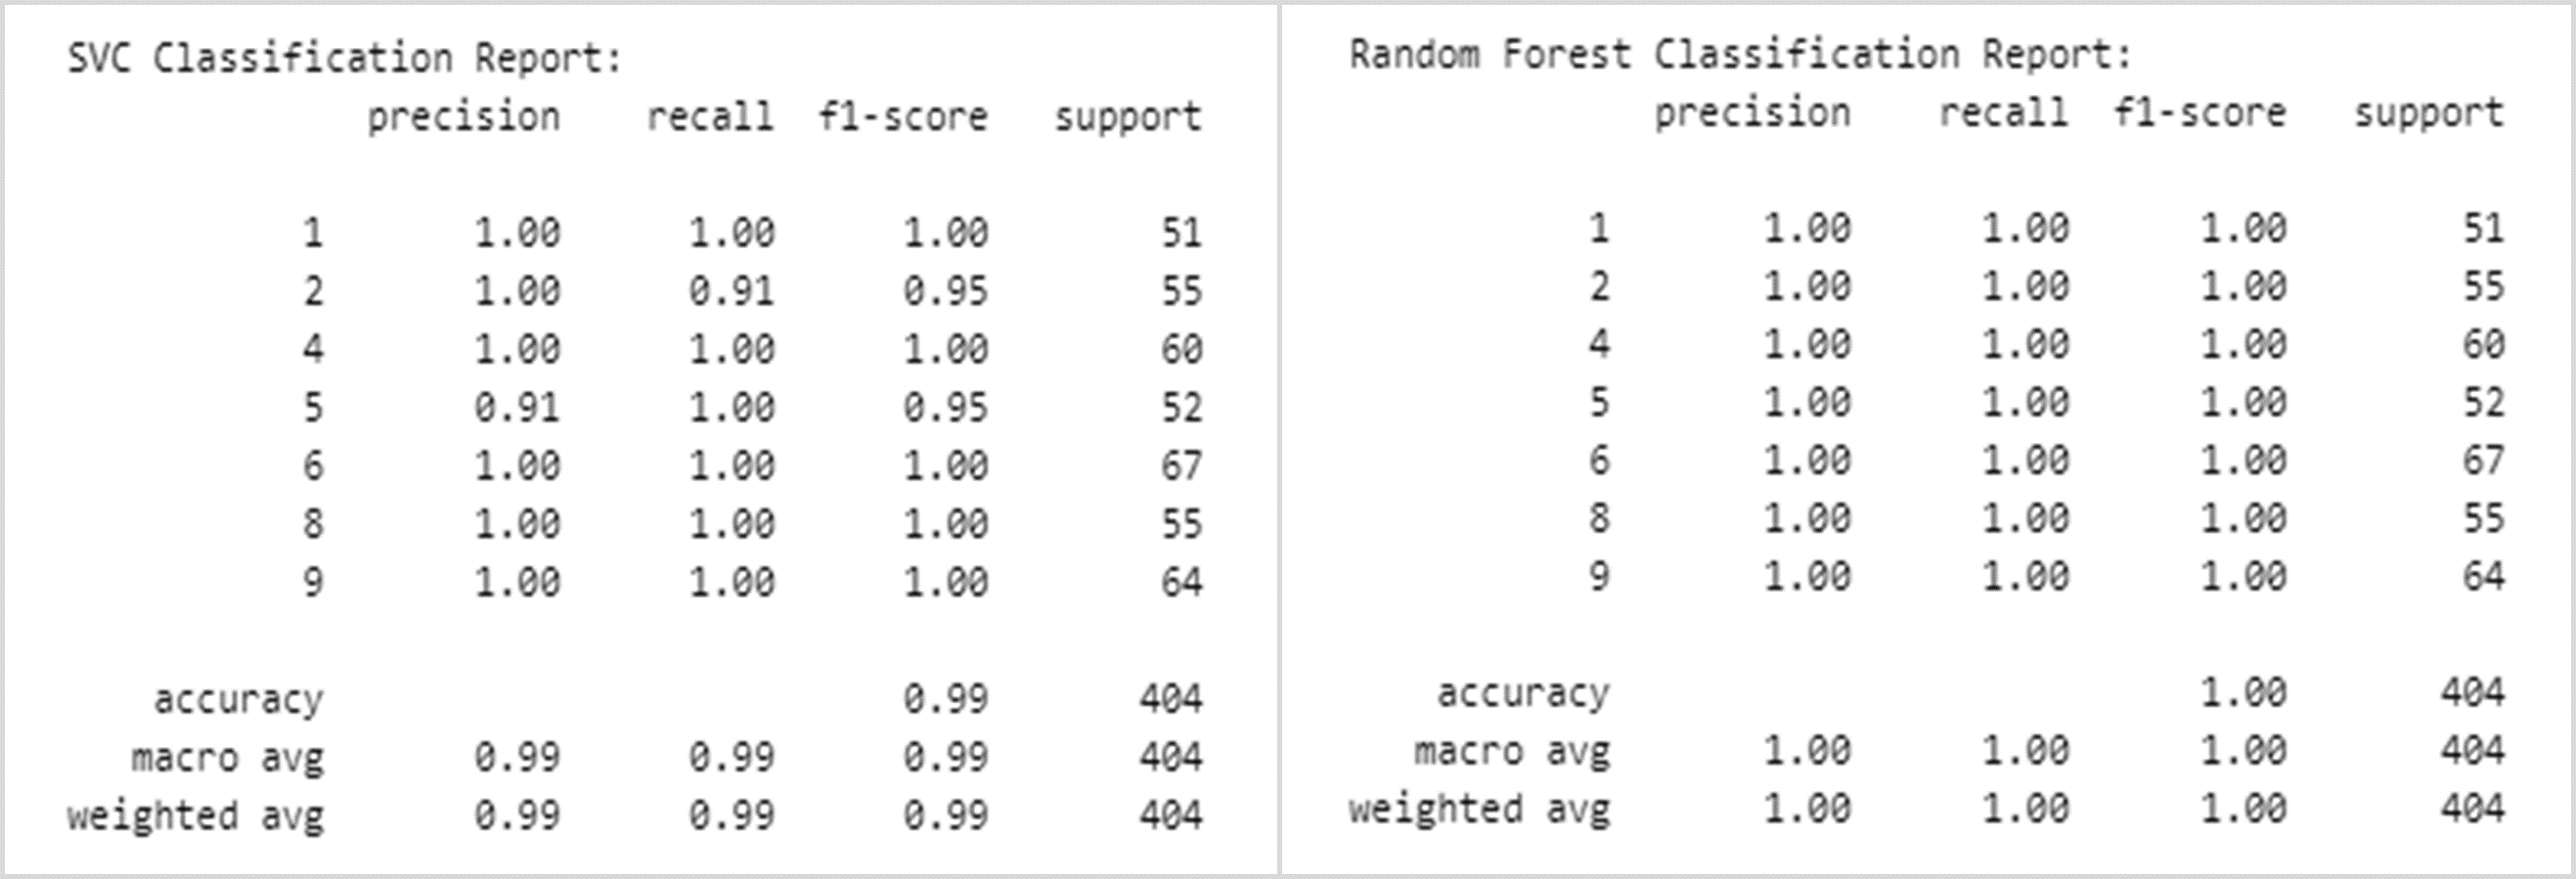 SVC Classification Report:
precision recall f1-score support
1 1.00 1.00 1.00 51
2 1.00 0.91 0.95 55
4 1.00 1.00 1.00 60
5 0.91 1.00 0.95 52
6 1.00 1.00 1.00 67
8 1.00 1.00 1.00 55
9 1.00 1.00 1.00 64
accuracy 0.99 404
macro avg 0.99 0.99 0.99 404
weighted avg 0.99 0.99 0.99 404
Random Forest Classification Report:
precision recall f1-score support
1 1.00 1.00 1.00 51
2 1.00 1.00 1.00 55
4 1.00 1.00 1.00 60
5 1.00 1.00 1.00 52
6 1.00 1.00 1.00 67
8 1.00 1.00 1.00 55
9 1.00 1.00 1.00 64
accuracy 1.00 404
macro avg 1.00 1.00 1.00 404
weighted avg 1.00 1.00 1.00 404